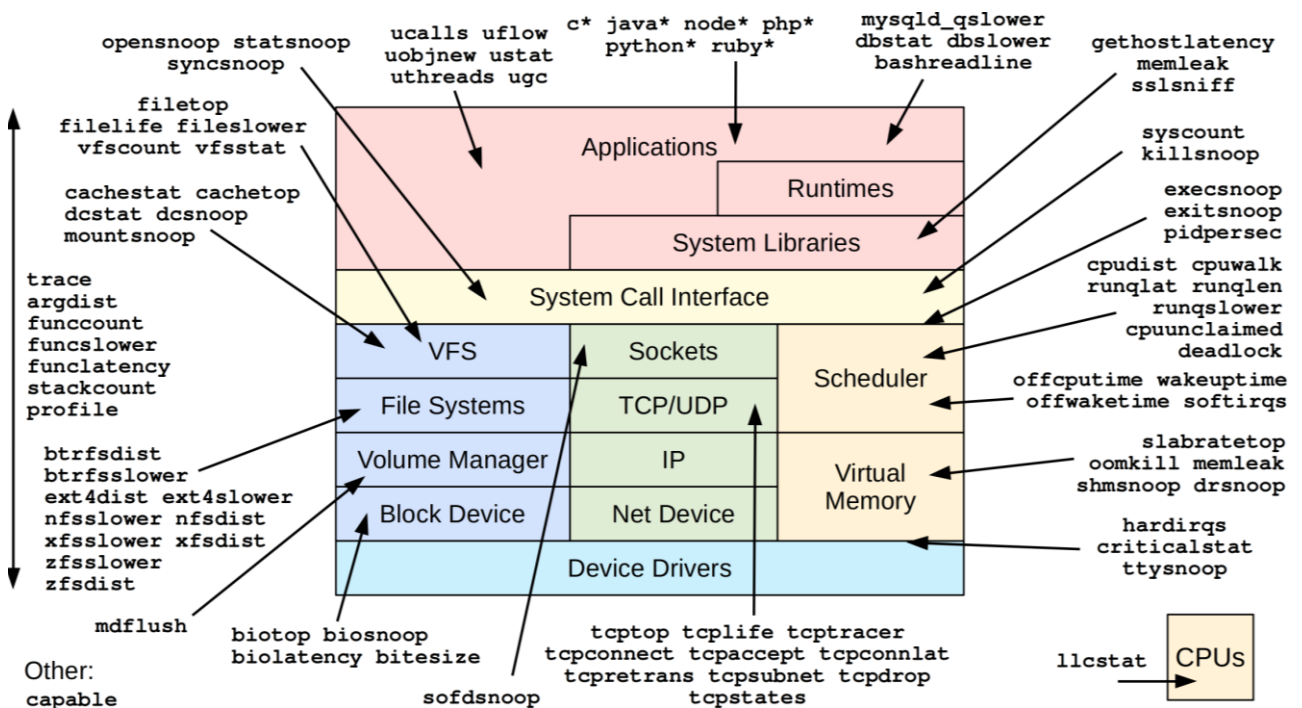 opensnoop statsnoop
syncsnoop
ucalls uflow
uobjnew ustat
uthreads ugc
c* java* node* php*
python* ruby*
mysqld_qslower
dbstat dbslower
bashreadline
gethostlatency
memleak
sslsniff
filetop
filelife fileslower
vfscount vfsstat
syscount
killsnoop
cachestat cachetop
dcstat dcsnoop
mountsnoop
execsnoop
exitsnoop
pidpersec
Applications
Runtimes
System Libraries
System Call Interface
VFS
Sockets
Scheduler
File Systems
TCP/UDP
Volume Manager
IP
Virtual
Memory
Block Device
Net Device
Device Drivers
trace
argdist
funccount
funcslower
funclatency
stackcount
profile
cpudist cpuwalk
runqlat runqlen
runqslower
cpuunclaimed
deadlock
offcputime wakeuptime
offwaketime softirqs
btrfsdist
btrfsslower
ext4dist ext4slower
nfsslower nfsdist
xfsslower xfsdist
zfsslower
zfsdist
slabratetop
oomkill memleak
shmsnoop drsnoop
hardirqs
criticalstat
ttysnoop
mdflush
biotop biosnoop
biolatency bitesize
sofdsnoop
tcptop tcplife tcptracer
tcpconnect tcpaccept tcpconnlat
tcpretrans tcpsubnet tcpdrop
tcpstates
llcstat
CPUs
Other:
capable